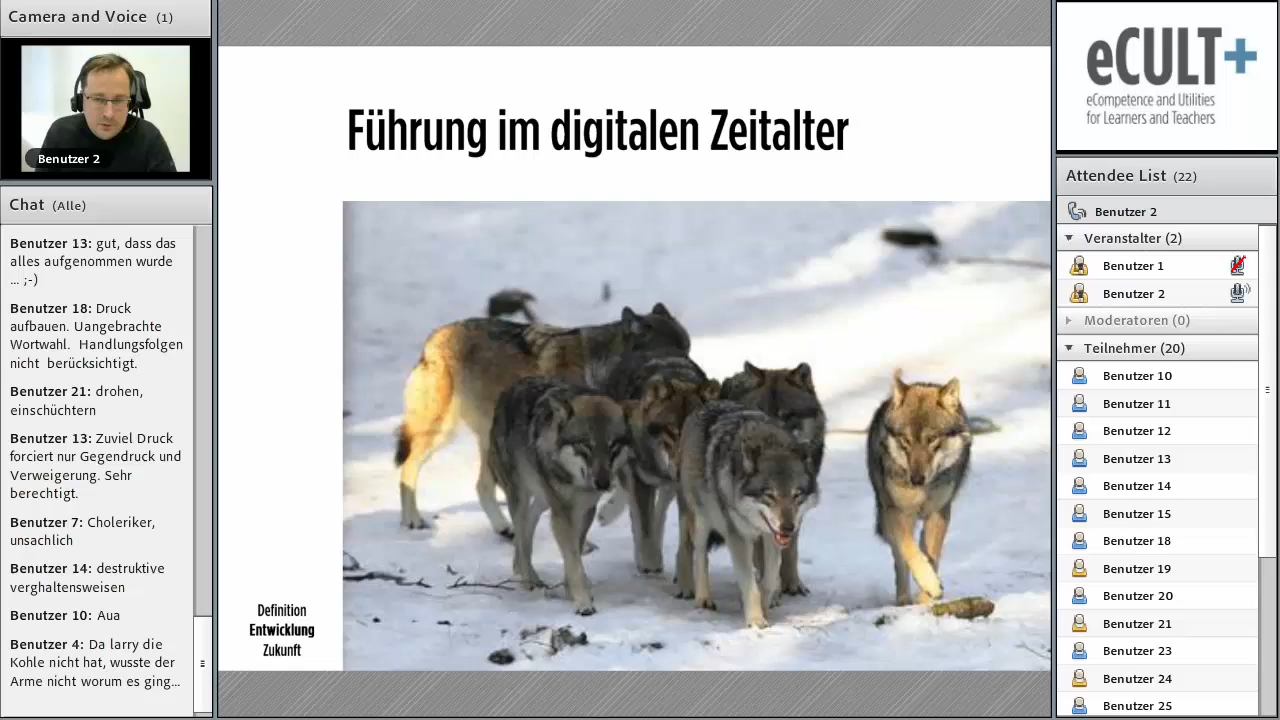 Camera and Voice (1)
Benutzer 2
Chat (Alle)
Benutzer 13: gut, dass das
alles aufgenommen wurde
... ;-)
Benutzer 18: Druck
aufbauen. Uangebrachte
Wortwahl. Handlungsfolgen
nicht berücksichtigt.
Benutzer 21: drohen,
einschüchtern
Benutzer 13: Zuviel Druck
forciert nur Gegendruck und
Verweigerung. Sehr
berechtigt.
Benutzer 7: Choleriker,
unsachlich
Benutzer 14: destruktive
verghaltensweisen
Benutzer 10: Aua
Benutzer 4: Da larry die
Kohle nicht hat, wusste der
Arme nicht worum es ging...
Führung im digitalen Zeitalter
Definition
Entwicklung
Zukunft
eCULT+
eCompetence and Utilities
for Learners and Teachers
Attendee List (22)
Benutzer 2
Veranstalter (2)
Benutzer 1
Benutzer 2
Moderatoren (0)
Teilnehmer (20)
Benutzer 10
Benutzer 11
Benutzer 12
Benutzer 13
Benutzer 14
Benutzer 15
Benutzer 18
Benutzer 19
Benutzer 20
Benutzer 21
Benutzer 23
Benutzer 24
Benutzer 25